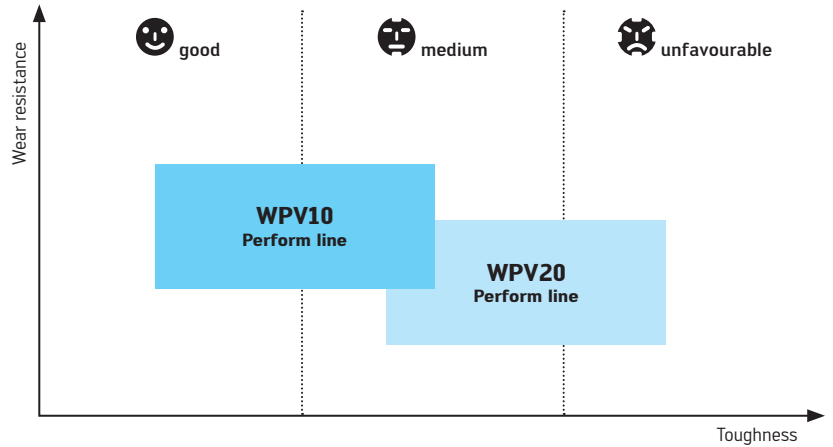 good
medium
unfavourable
Wear resistance
WPV10
Perform line
WPV20
Perform line
Toughness